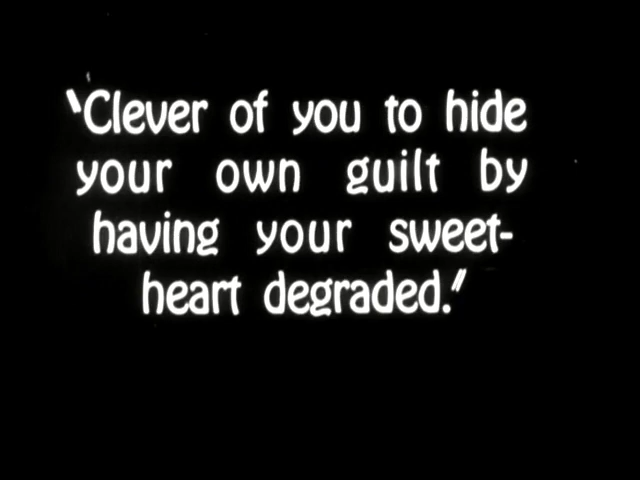 "Clever of you to hide
your own guilt by
having your sweet-
heart degraded."